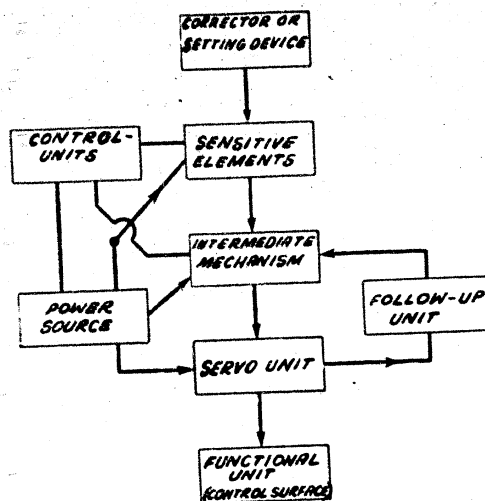 CORRECTOR OR
SETTING DEVICE
CONTROL-
UNITS
SENSITIVE
ELEMENTS
INTERMEDIATE
MECHANISM
POWER
SOURCE
FOLLOW-UP
UNIT
SERVO UNIT
FUNCTIONAL
UNIT
(CONTROL SURFACE)